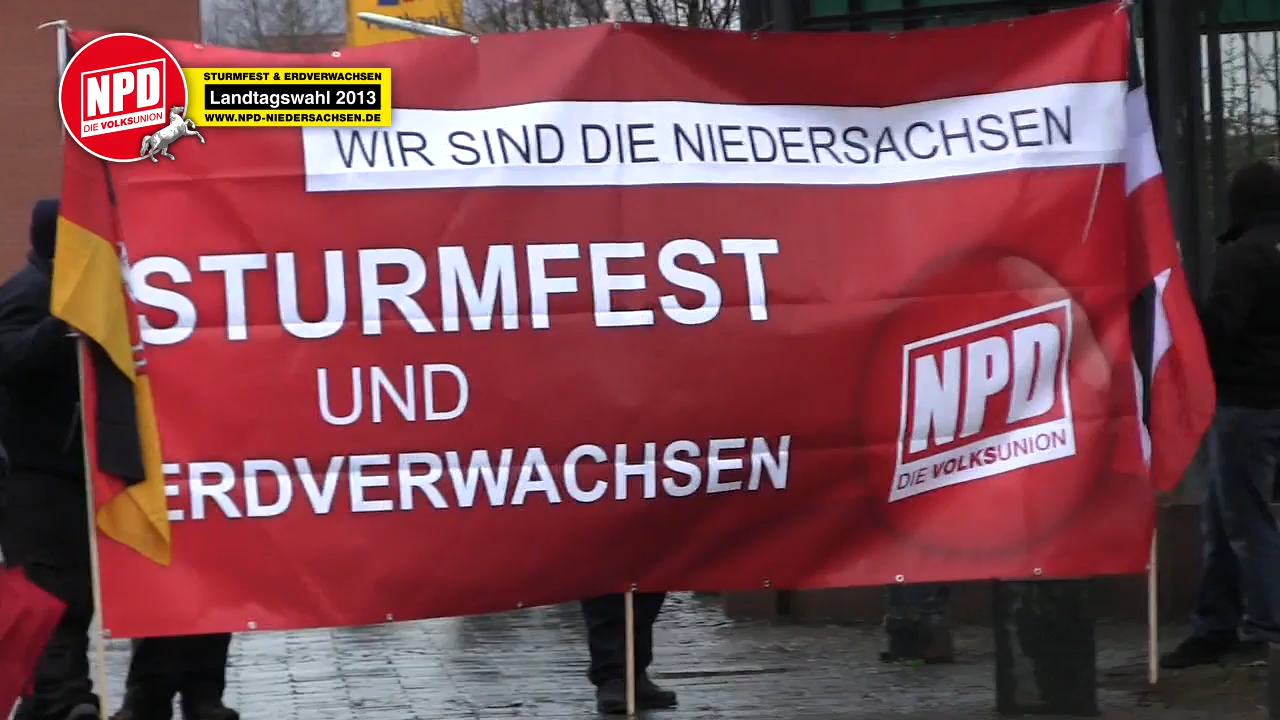 NPD
DIE VOLKSUNION
STURMFEST & ERDVERWACHSEN
Landtagswahl 2013
WWW.NPD-NIEDERSACHSEN.DE
WIR SIND DIE NIEDERSACHSEN
STURMFEST
UND
ERDVERWACHSEN
NPD
DIE VOLKSUNION